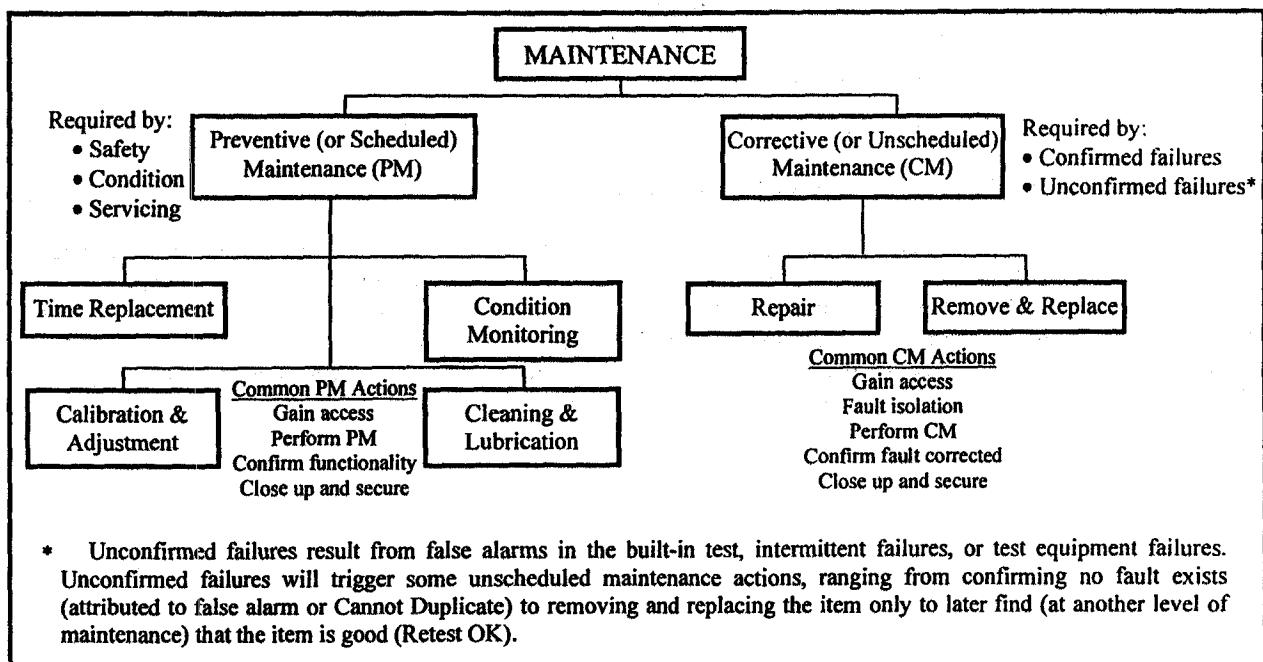 MAINTENANCE
Required by:
• Safety
• Condition
• Servicing
Preventive (or Scheduled)
Maintenance (PM)
Corrective (or Unscheduled)
Maintenance (CM)
Required by:
• Confirmed failures
• Unconfirmed failures*
Time Replacement
Condition
Monitoring
Calibration &
Adjustment
Common PM Actions
Gain access
Perform PM
Confirm functionality
Close up and secure
Cleaning &
Lubrication
Repair
Remove & Replace
Common CM Actions
Gain access
Fault isolation
Perform CM
Confirm fault corrected
Close up and secure
* Unconfirmed failures result from false alarms in the built-in test, intermittent failures, or test equipment failures.
Unconfirmed failures will trigger some unscheduled maintenance actions, ranging from confirming no fault exists
(attributed to false alarm or Cannot Duplicate) to removing and replacing the item only to later find (at another level of
maintenance) that the item is good (Retest OK).